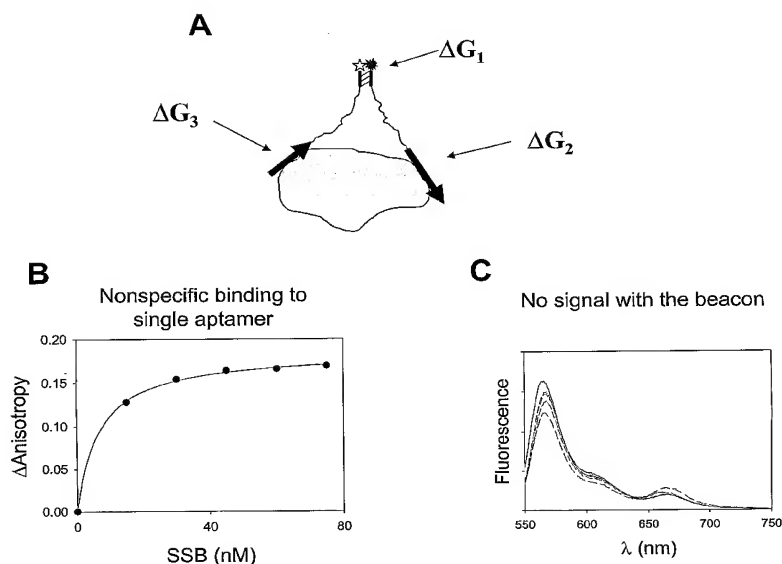 A
ΔG1
ΔG3
ΔG2
B
Nonspecific binding to
single aptamer
ΔAnisotropy
0.20
0.15
0.10
0.05
0.00
0
40
80
SSB (nM)
C
No signal with the beacon
Fluorescence
550
600
650
700
750
λ (nm)